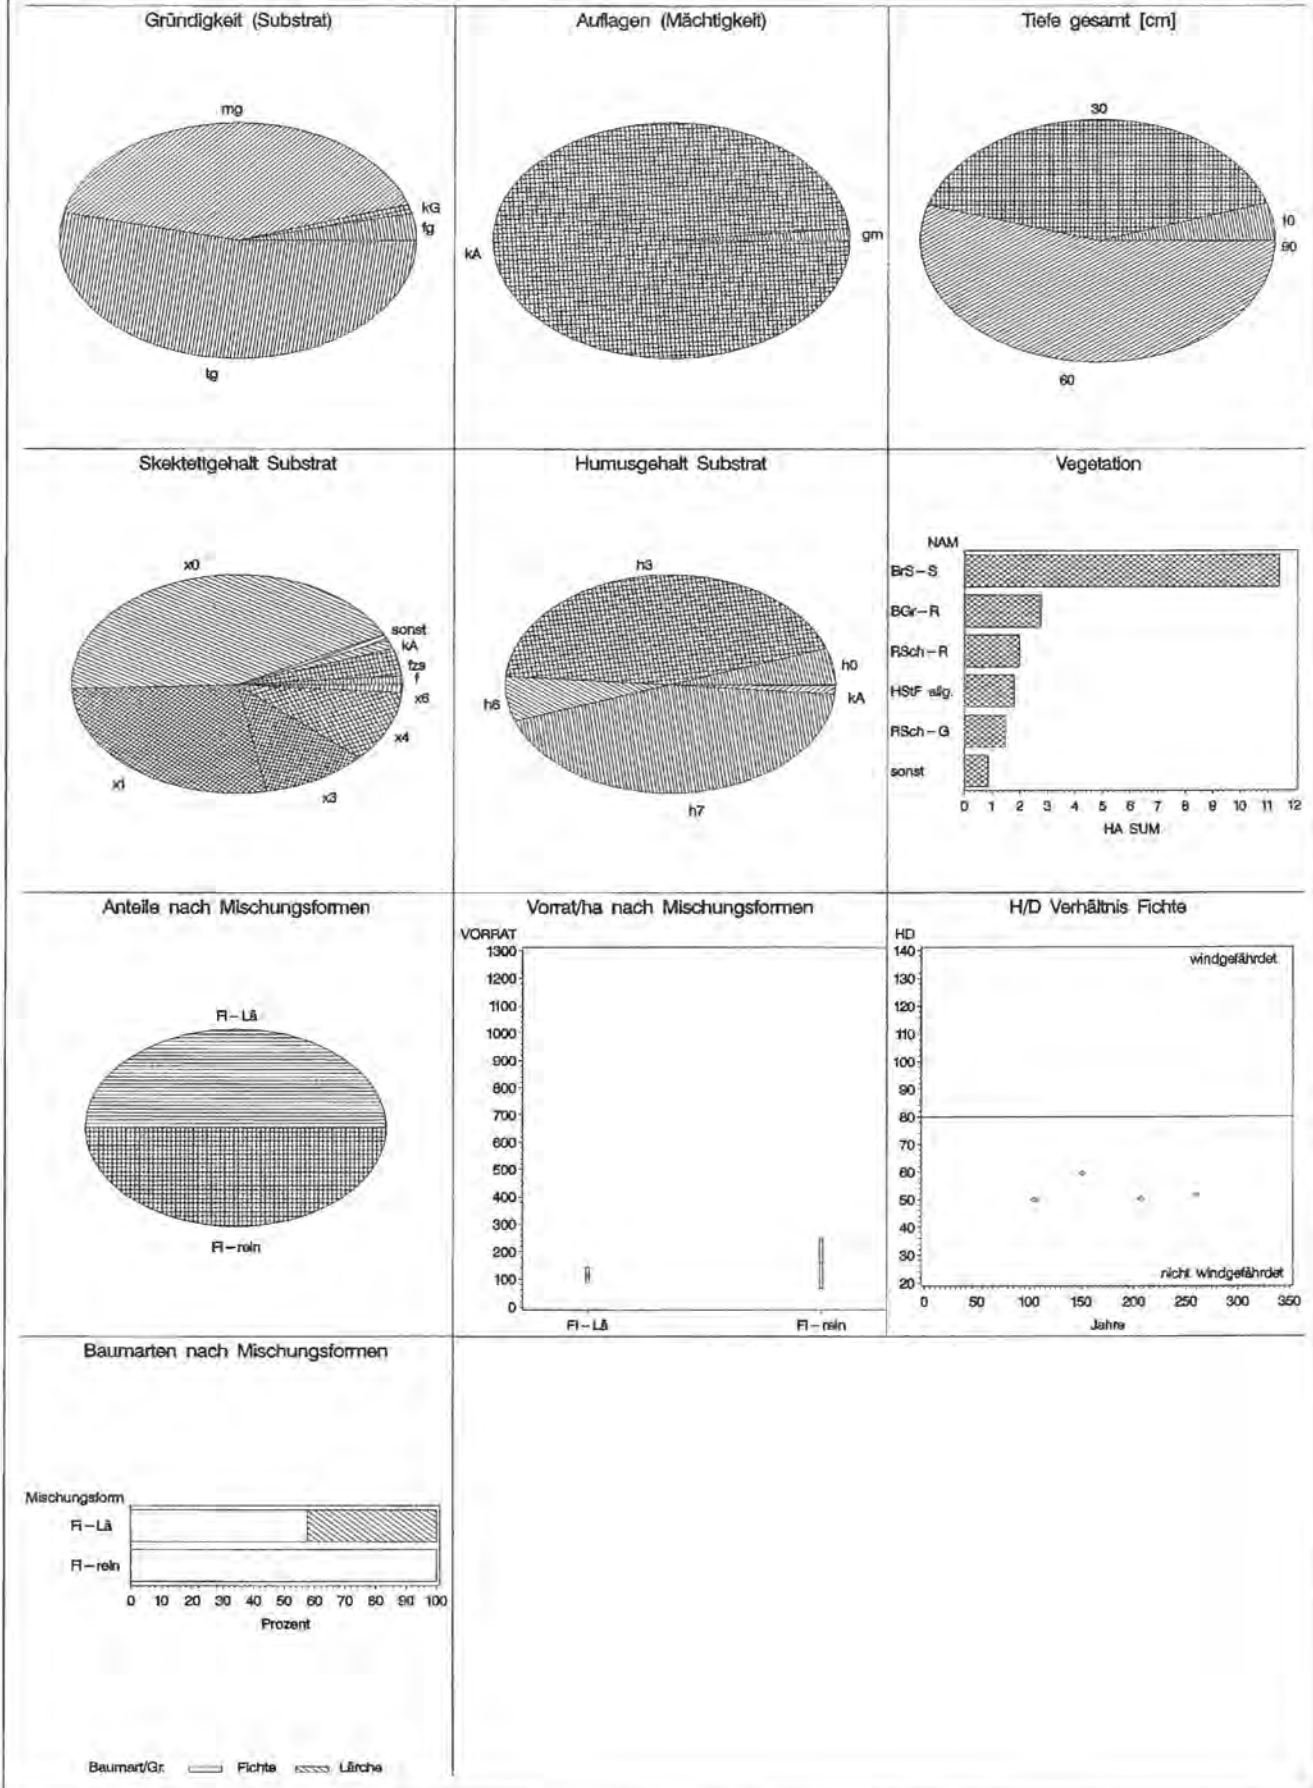 Gründigkeit (Substrat)
mg
kG
fg
tg
Auflagen (Mächtigkeit)
kA
gm
Tiefe gesamt [cm]
30
10
90
60
Skektettgehalt Substrat
x0
sonst
kA
fzs
f
x6
x4
x3
x1
Humusgehalt Substrat
h3
h0
kA
h6
h7
Vegetation
NAM
BrS-S
BGr-R
RSch-R
HStF allg.
RSch-G
sonst
0 1 2 3 4 5 6 7 8 9 10 11 12
HA SUM
Anteile nach Mischungsformen
Fi-Lä
Fi-rein
Vorrat/ha nach Mischungsformen
VORRAT
1300
1200
1100
1000
900
800
700
600
500
400
300
200
100
0
Fi-Lä Fi-rein
H/D Verhältnis Fichte
HD
140
windgefährdet
130
120
110
100
90
80
70
60
50
40
30
nicht windgefährdet
20
0 50 100 150 200 250 300 350
Jahre
Baumarten nach Mischungsformen
Mischungsform
Fi-Lä
Fi-rein
0 10 20 30 40 50 60 70 80 90 100
Prozent
Baumart/Gr. Fichte Lärche